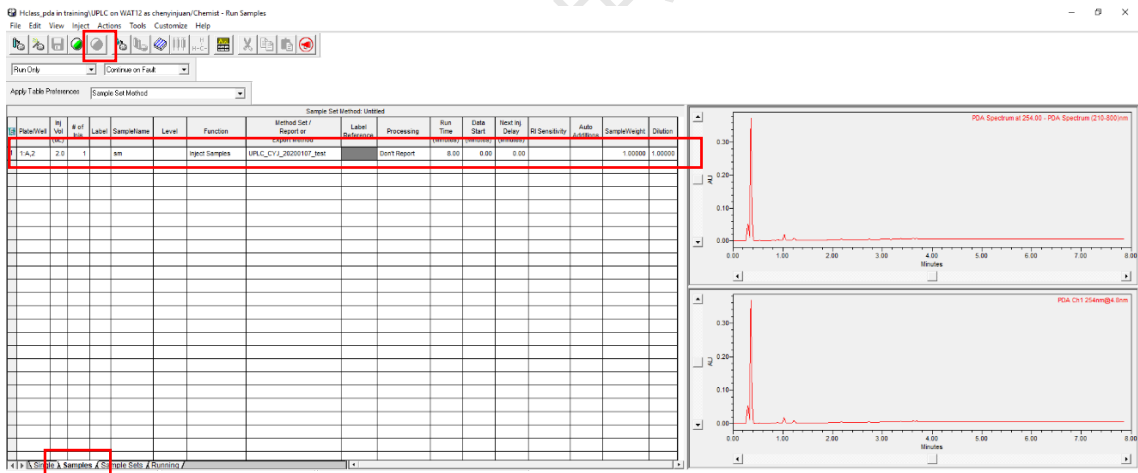 Hclass_pda in training\UPLC on WAT12 as chenyinjuan/Chemist - Run Samples
File Edit View Inject Actions Tools Customize Help
Run Only Continue on Fault
Apply Table Preferences Sample Set Method
Sample Set Method: Untitled
Plate/Well Inj Vol (uL) # of Injs Label SampleName Level Function Method Set / Report or Export Method Label Reference Processing Run Time (Minutes) Data Start (Minutes) Next Inj Delay (Minutes) RI Sensitivity Auto Additions SampleWeight Dilution
1 1:A,2 2.0 1 sm Inject Samples UPLC_CYJ_20200107_test Don't Report 8.00 0.00 0.00 1.00000 1.00000
Single Samples Sample Sets Running
PDA Spectrum at 254.00 - PDA Spectrum (210-800)nm
AU
0.30
0.20
0.10
0.00
0.00 1.00 2.00 3.00 4.00 5.00 6.00 7.00 8.00
Minutes
PDA Ch1 254nm@4.8nm
AU
0.30
0.20
0.10
0.00
0.00 1.00 2.00 3.00 4.00 5.00 6.00 7.00 8.00
Minutes